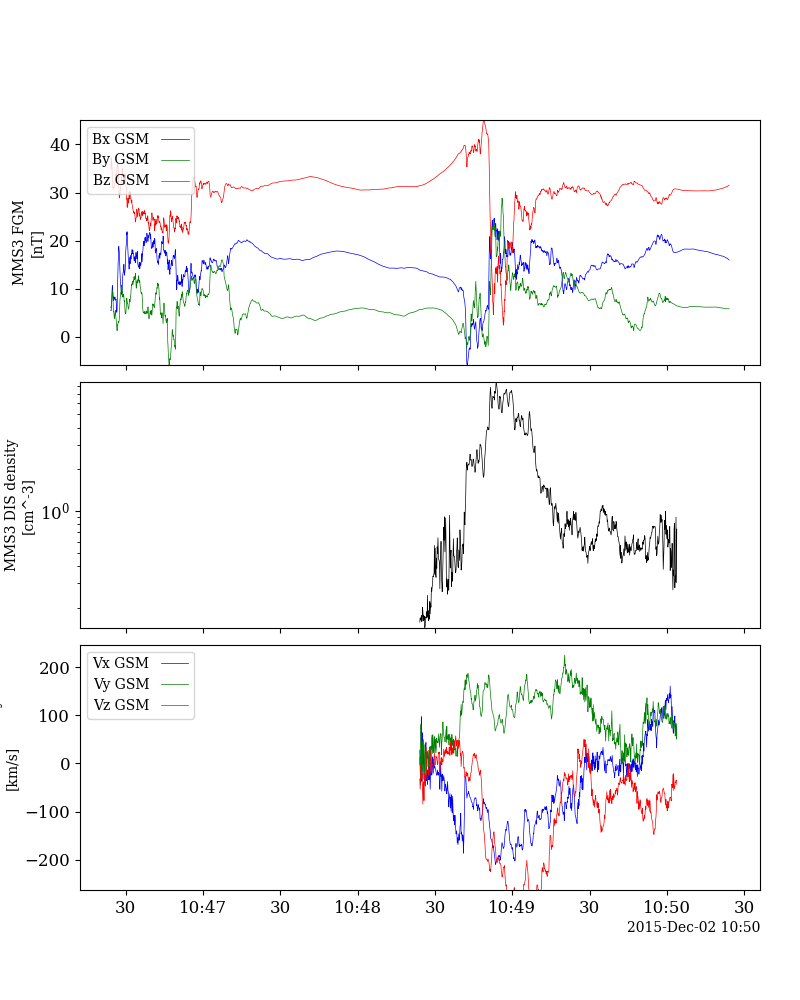 40
30
20
10
0
MMS3 FGM
[nT]
Bx GSM
By GSM
Bz GSM
10^0
MMS3 DIS density
[cm^-3]
200
100
0
−100
−200
[km/s]
Vx GSM
Vy GSM
Vz GSM
30 10:47 30 10:48 30 10:49 30 10:50 30
2015-Dec-02 10:50